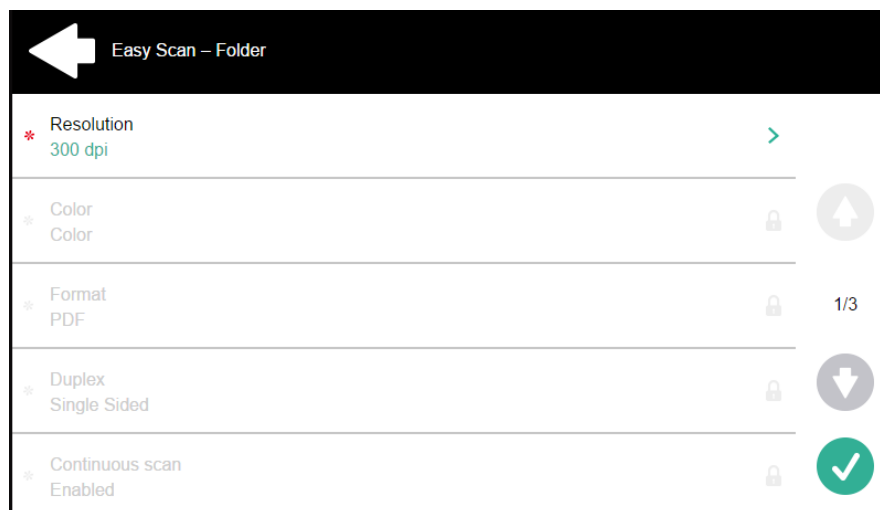 Easy Scan – Folder
* Resolution
300 dpi
* Color
Color
* Format
PDF
1/3
* Duplex
Single Sided
* Continuous scan
Enabled